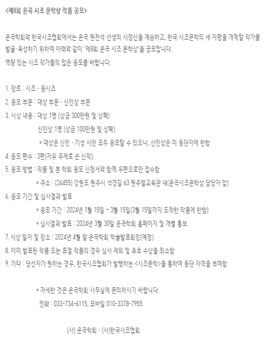 <제8회 운곡 시조 문학상 작품 공모>
운곡학회와 한국시조협회에서는 운곡 원천석 선생의 시정신을 계승하고, 한국 시조문학의 새 지평을 개척할 작가를
발굴·육성하기 위하여 아래와 같이 「제8회 운곡 시조 문학상」을 공모합니다.
역량 있는 시조 작가들의 많은 응모를 바랍니다.
1. 장르 : 시조 - 동시조
2. 응모 부문 : 대상 부문 - 신인상 부문
3. 시상 내용 : 대상 1명 (상금 300만원 및 상패)
신인상 1명 (상금 100만원 및 상패)
* 대상은 신인 · 기성 시인 모두 응모할 수 있으나, 신인상은 미 등단자에 한함
4. 응모 편수 : 3편(자유 주제로 쓴 신작)
5. 응모 방법 : 작품 및 본 학회 응모 신청서와 함께 우편으로만 접수함
* 주소 : (26455) 강원도 원주시 석경길 63 원주얼교육관 내(운곡시조문학상 담당자 앞)
6. 응모 기간 및 심사결과 발표
* 응모 기간 : 2024년 1월 15일 ~ 3월 15일(3월 15일까지 도착한 작품에 한함)
* 심사결과 발표 : 2024년 3월 30일 운곡학회 홈페이지 및 개별 통보
7. 시상 일자 및 장소 : 2024년 4월 말 운곡학회 학술발표회장(예정)
8. 이미 발표된 작품 또는 표절 작품의 경우 심사 제외 및 추후 수상을 취소함
9. 기타 : 당선자가 원하는 경우, 한국시조협회가 발행하는 <시조문학>을 통하여 등단 자격을 부여함
* 자세한 것은 운곡학회 사무실에 문의하시기 바랍니다.
전화 : 033-734-6115, 모바일 010-3378-7955
(사) 운곡학회 · (사)한국시조협회